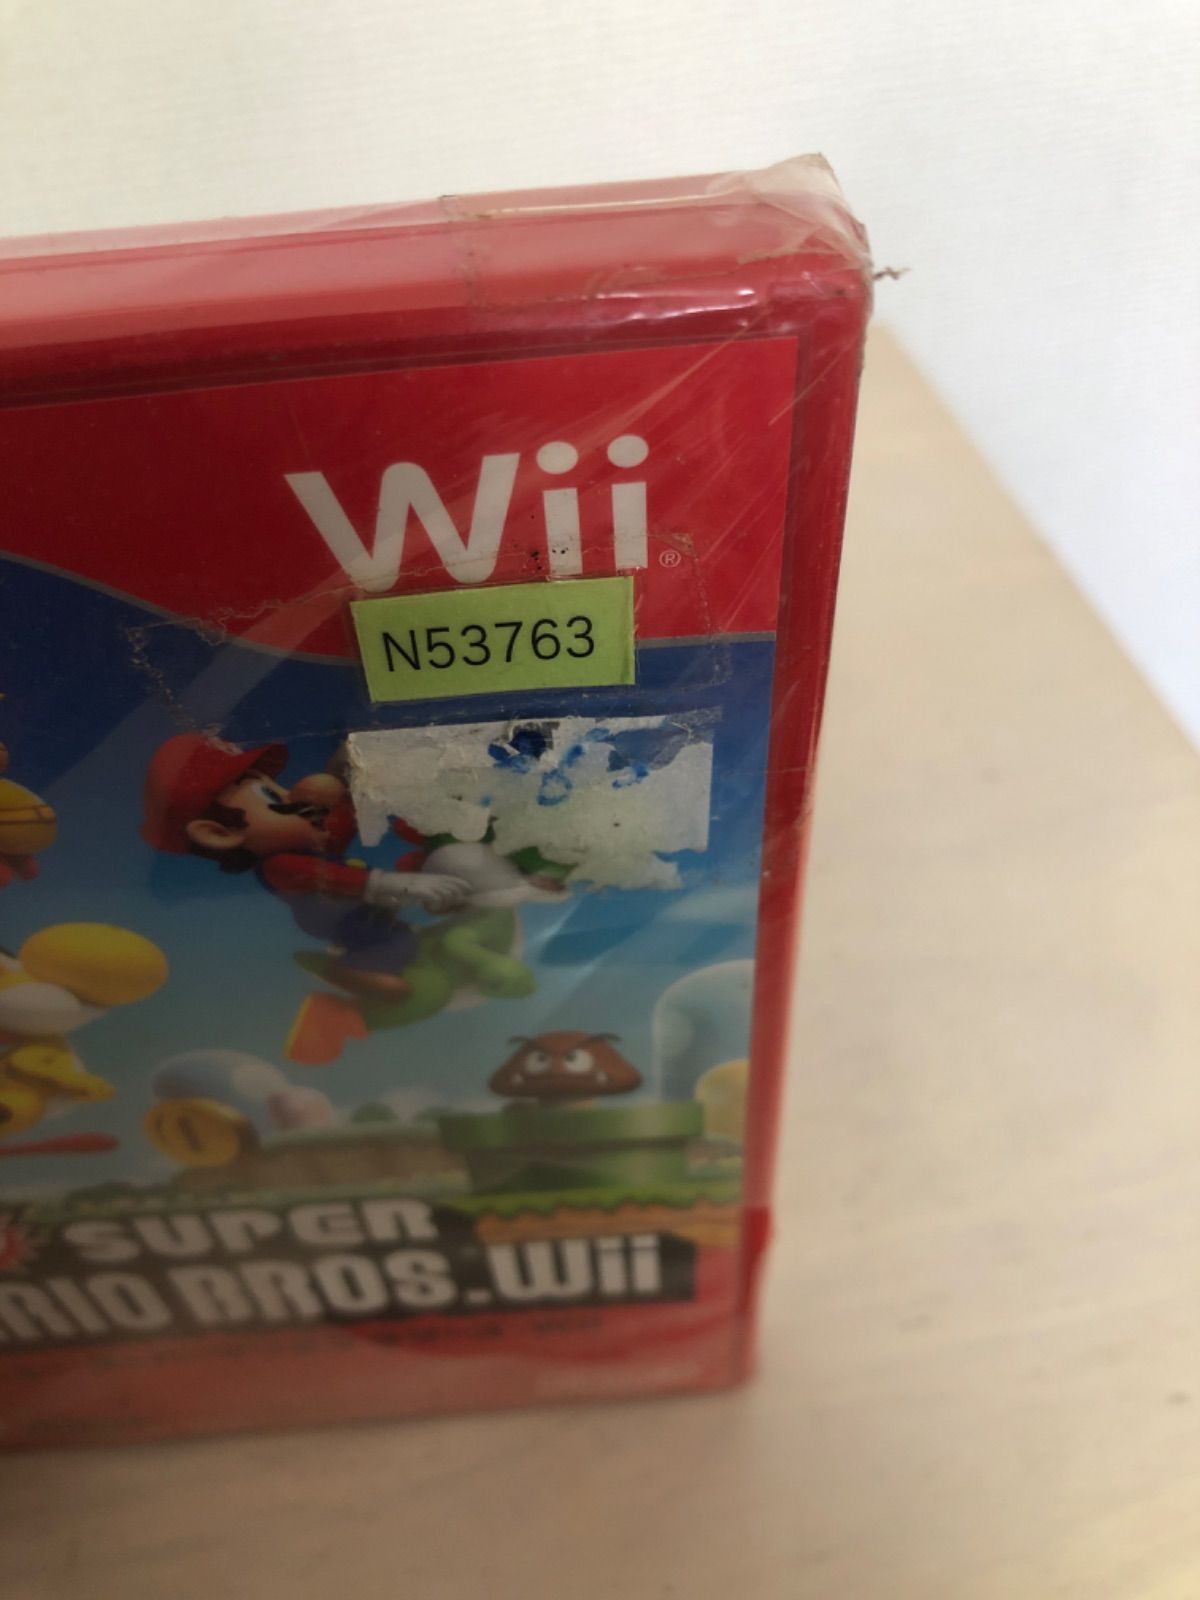 Wii®
N53763
SUPER
RIO BROS.Wii